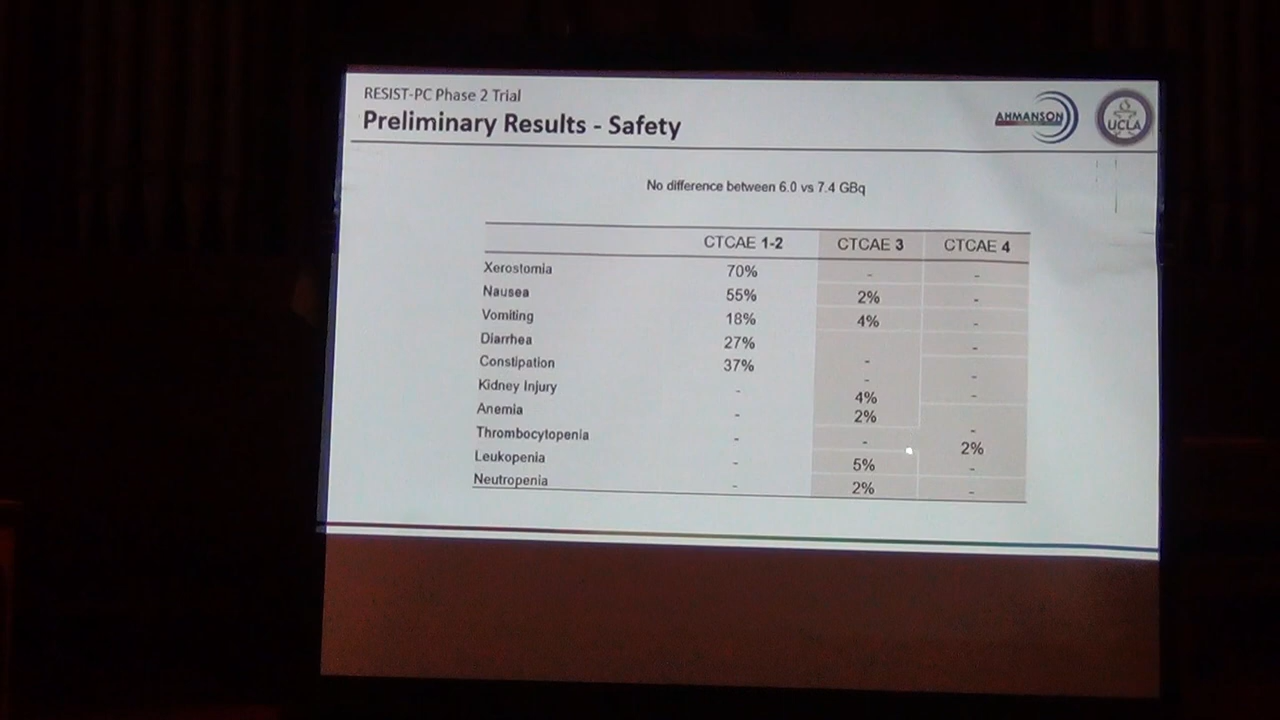 RESIST-PC Phase 2 Trial
Preliminary Results - Safety
AHMANSON
UCLA
No difference between 6.0 vs 7.4 GBq
CTCAE 1-2 CTCAE 3 CTCAE 4
Xerostomia 70% - -
Nausea 55% 2% -
Vomiting 18% 4% -
Diarrhea 27% - -
Constipation 37% - -
Kidney Injury - 4% -
Anemia - 2% -
Thrombocytopenia - - 2%
Leukopenia - 5% -
Neutropenia - 2% -